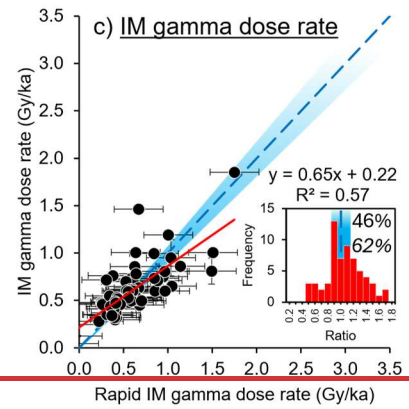 c) IM gamma dose rate
IM gamma dose rate (Gy/ka)
3.5
3.0
2.5
2.0
1.5
1.0
0.5
0.0
y = 0.65x + 0.22
R² = 0.57
Frequency
15
10
5
0
46%
62%
0.2 0.4 0.6 0.8 1.0 1.2 1.4 1.6 1.8
Ratio
0.0 0.5 1.0 1.5 2.0 2.5 3.0 3.5
Rapid IM gamma dose rate (Gy/ka)